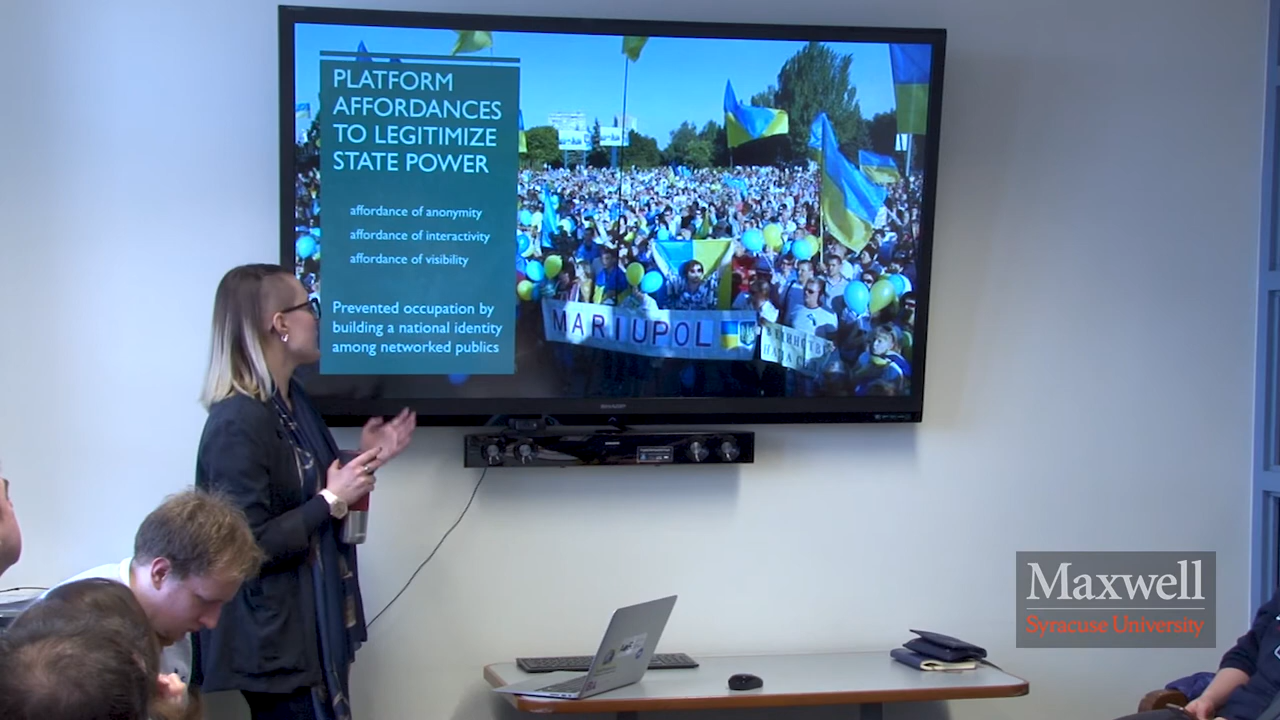 PLATFORM
AFFORDANCES
TO LEGITIMIZE
STATE POWER
affordance of anonymity
affordance of interactivity
affordance of visibility
Prevented occupation by
building a national identity
among networked publics
MARIUPOL
SHARP
Maxwell
Syracuse University